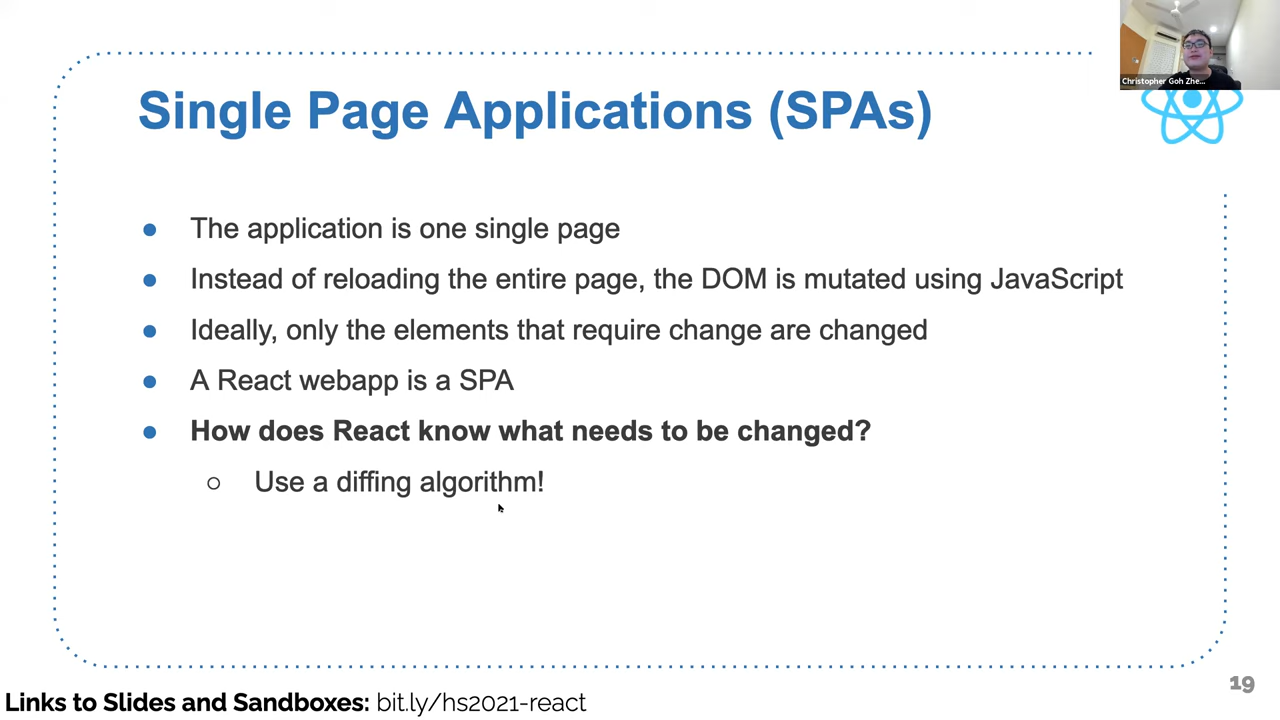 Christopher Goh Zhe...
Single Page Applications (SPAs)
● The application is one single page
● Instead of reloading the entire page, the DOM is mutated using JavaScript
● Ideally, only the elements that require change are changed
● A React webapp is a SPA
● How does React know what needs to be changed?
○ Use a diffing algorithm!
19
Links to Slides and Sandboxes: bit.ly/hs2021-react